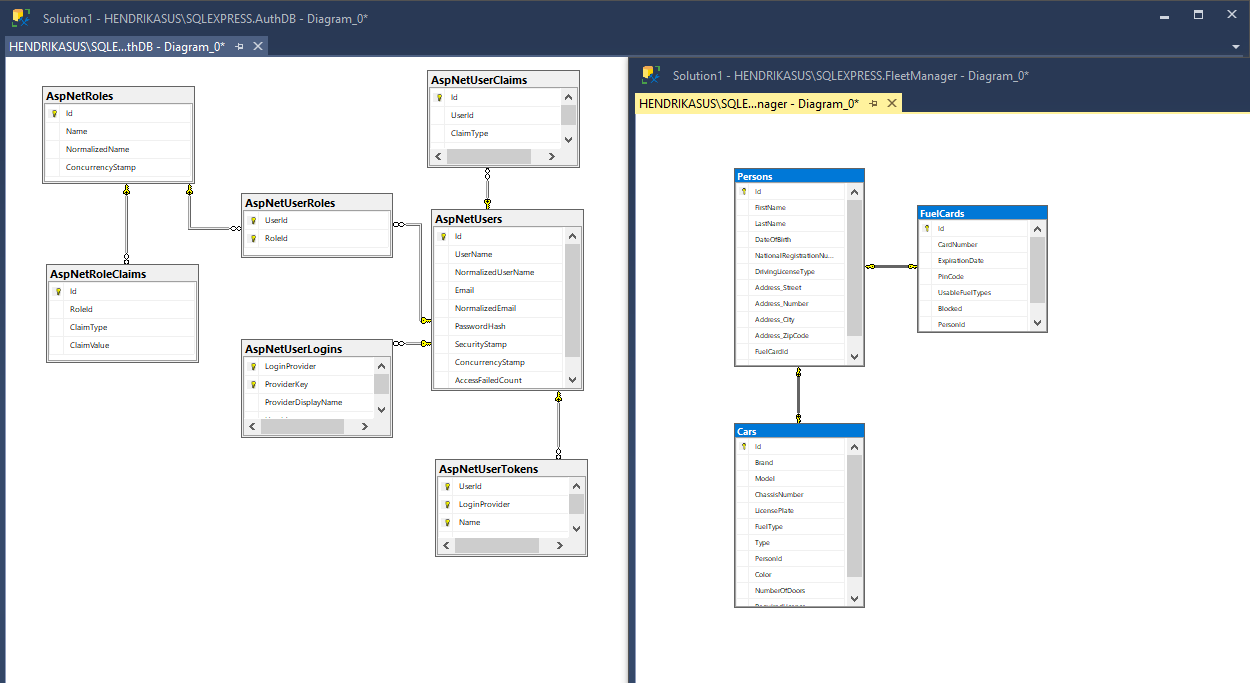 Solution1 - HENDRIKASUS\SQLEXPRESS.AuthDB - Diagram_0*
HENDRIKASUS\SQLE...thDB - Diagram_0*
AspNetRoles
Id
Name
NormalizedName
ConcurrencyStamp
AspNetUserClaims
Id
UserId
ClaimType
AspNetUserRoles
UserId
RoleId
AspNetUsers
Id
UserName
NormalizedUserName
Email
NormalizedEmail
PasswordHash
SecurityStamp
ConcurrencyStamp
AccessFailedCount
AspNetRoleClaims
Id
RoleId
ClaimType
ClaimValue
AspNetUserLogins
LoginProvider
ProviderKey
ProviderDisplayName
AspNetUserTokens
UserId
LoginProvider
Name
Solution1 - HENDRIKASUS\SQLEXPRESS.FleetManager - Diagram_0*
HENDRIKASUS\SQLE...nager - Diagram_0*
Persons
Id
FirstName
LastName
DateOfBirth
NationalRegistrationNu...
DrivingLicenseType
Address_Street
Address_Number
Address_City
Address_ZipCode
FuelCardId
FuelCards
Id
CardNumber
ExpirationDate
PinCode
UsableFuelTypes
Blocked
PersonId
Cars
Id
Brand
Model
ChassisNumber
LicensePlate
FuelType
Type
PersonId
Color
NumberOfDoors